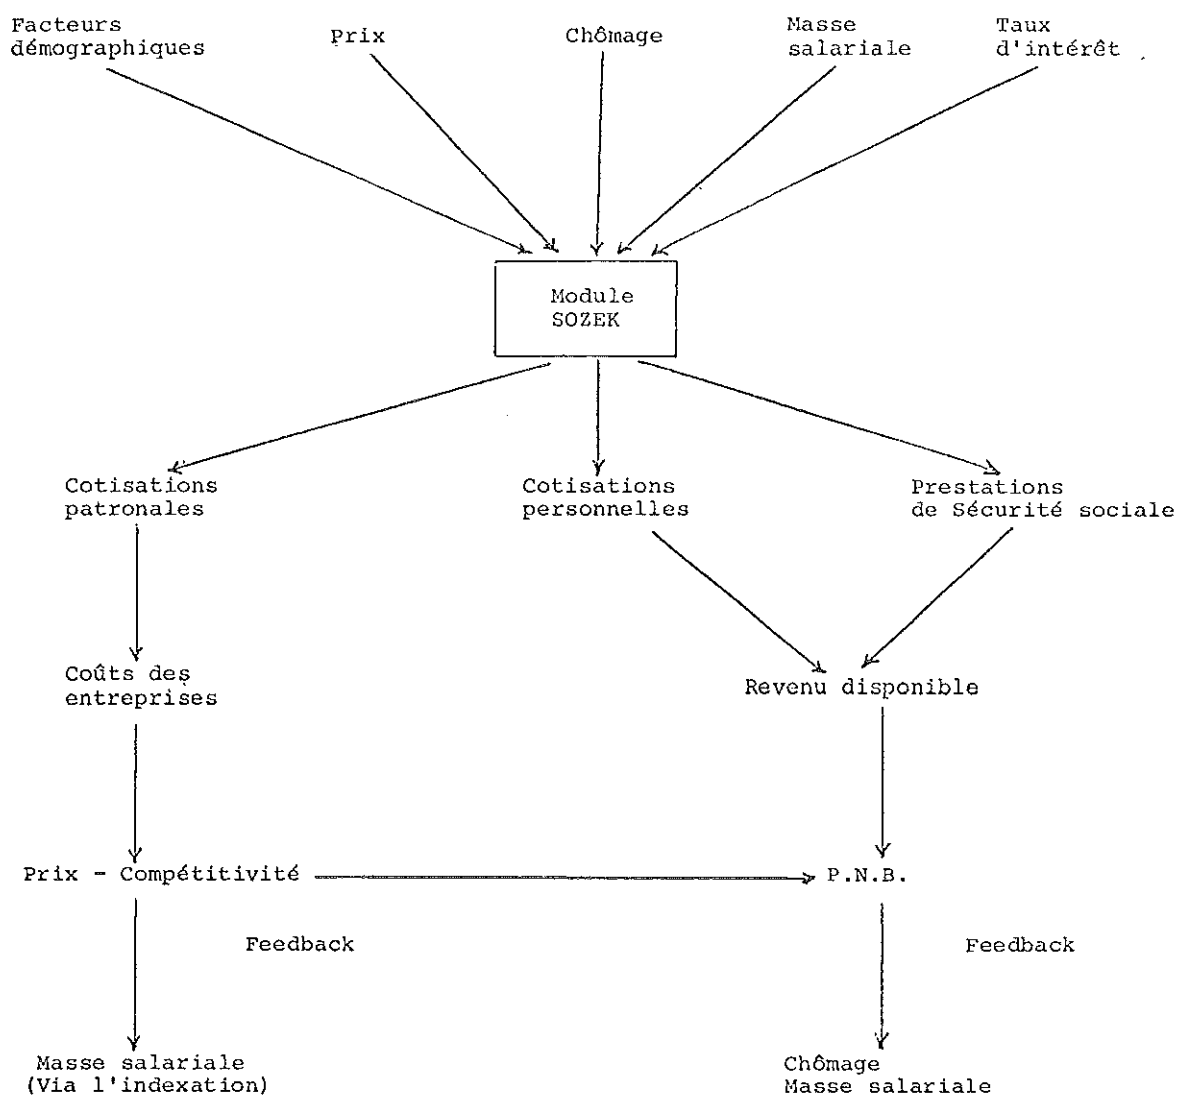 Facteurs
démographiques
Prix
Chômage
Masse
salariale
Taux
d'intérêt
Module
SOZEK
Cotisations
patronales
Cotisations
personnelles
Prestations
de Sécurité sociale
Coûts des
entreprises
Revenu disponible
Prix - Compétitivité
P.N.B.
Feedback
Feedback
Masse salariale
(Via l'indexation)
Chômage
Masse salariale